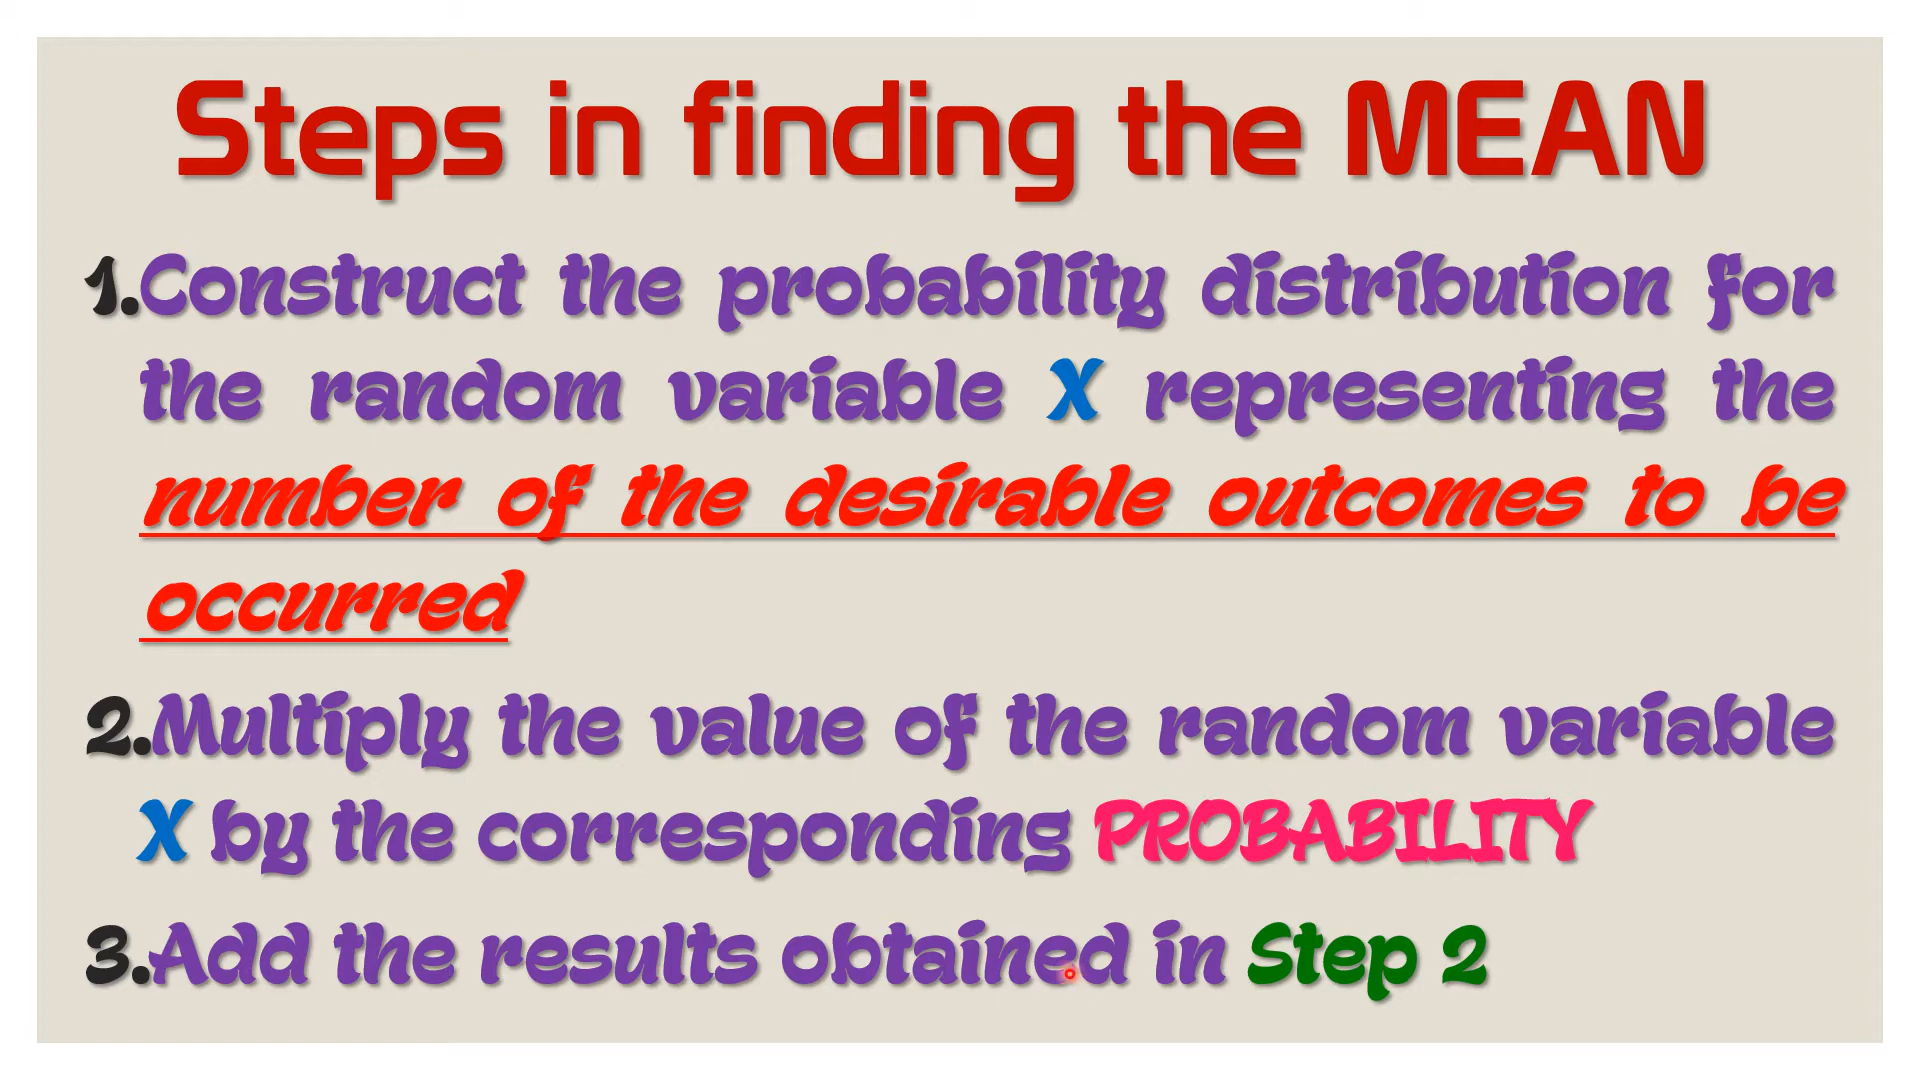 Steps in finding the MEAN
1.Construct the probability distribution for
the random variable X representing the
number of the desirable outcomes to be
occurred
2.Multiply the value of the random variable
X by the corresponding PROBABILITY
3.Add the results obtained in Step 2